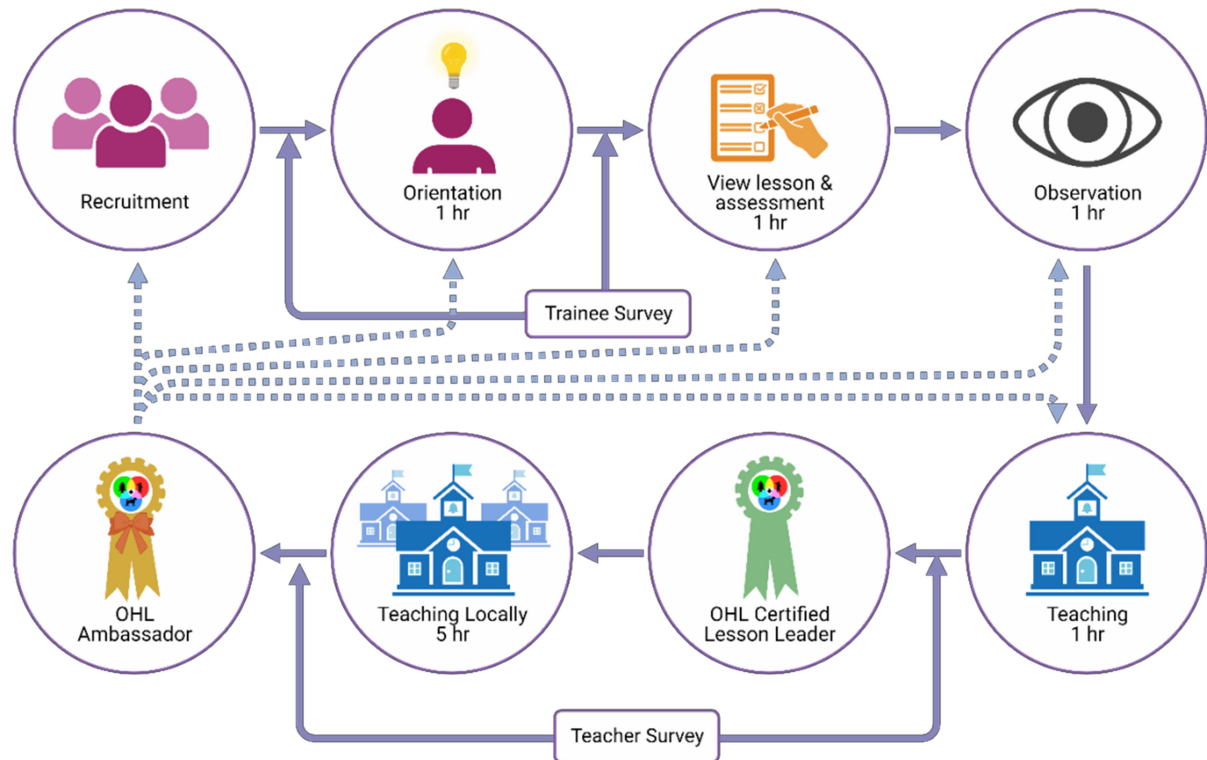 Recruitment
Orientation
1 hr
View lesson &
assessment
1 hr
Observation
1 hr
Trainee Survey
OHL
Ambassador
Teaching Locally
5 hr
OHL Certified
Lesson Leader
Teaching
1 hr
Teacher Survey